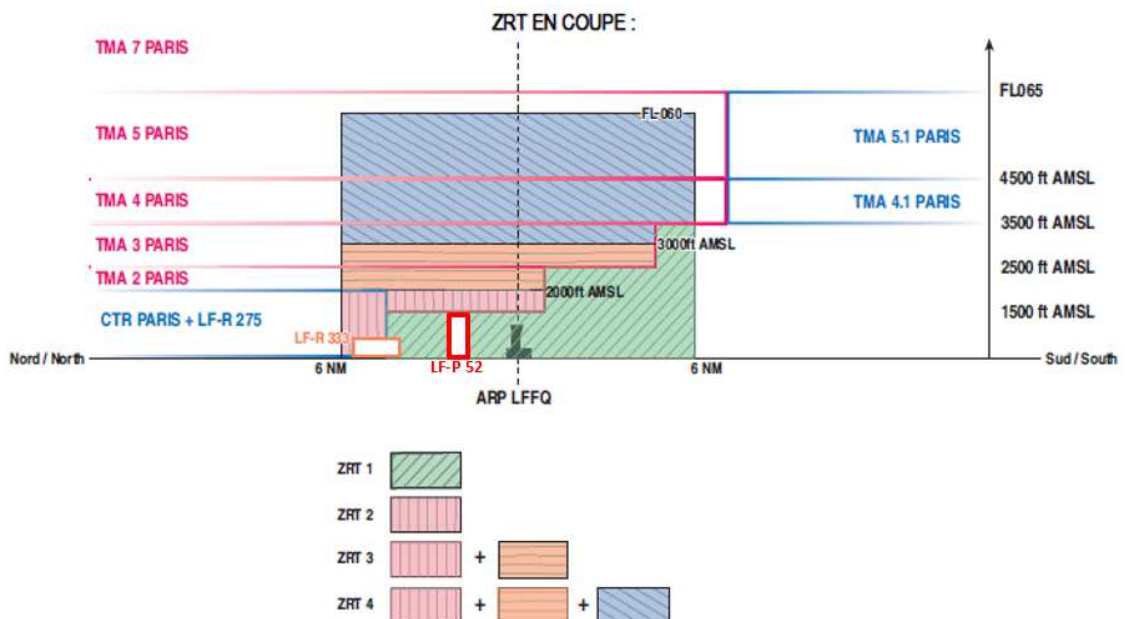 ZRT EN COUPE :
TMA 7 PARIS
FL065
FL-060
TMA 5 PARIS
TMA 5.1 PARIS
4500 ft AMSL
TMA 4 PARIS
TMA 4.1 PARIS
3500 ft AMSL
TMA 3 PARIS
3000ft AMSL
2500 ft AMSL
TMA 2 PARIS
2000ft AMSL
1500 ft AMSL
CTR PARIS + LF-R 275
LF-R 333
Nord / North
Sud / South
6 NM
LF-P 52
6 NM
ARP LFFQ
ZRT 1
ZRT 2
ZRT 3 +
ZRT 4 + +